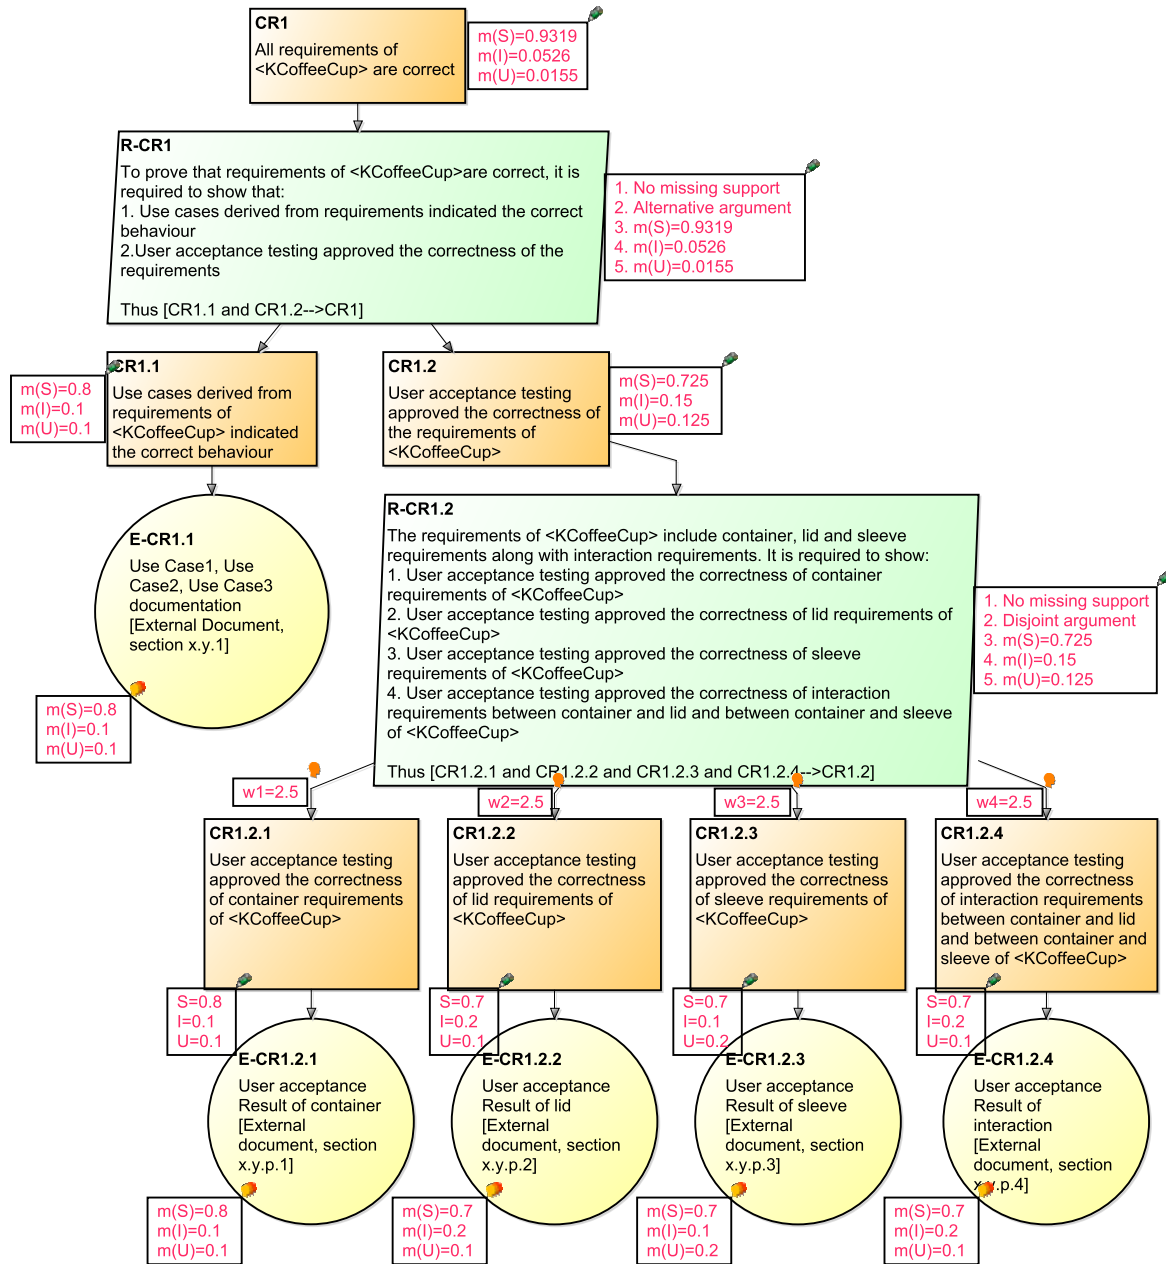 CR1
All requirements of
<KCoffeeCup> are correct
m(S)=0.9319
m(I)=0.0526
m(U)=0.0155
R-CR1
To prove that requirements of <KCoffeeCup>are correct, it is
required to show that:
1. Use cases derived from requirements indicated the correct
behaviour
2.User acceptance testing approved the correctness of the
requirements
Thus [CR1.1 and CR1.2-->CR1]
1. No missing support
2. Alternative argument
3. m(S)=0.9319
4. m(I)=0.0526
5. m(U)=0.0155
m(S)=0.8
m(I)=0.1
m(U)=0.1
CR1.1
Use cases derived from
requirements of
<KCoffeeCup> indicated
the correct behaviour
CR1.2
User acceptance testing
approved the correctness of
the requirements of
<KCoffeeCup>
m(S)=0.725
m(I)=0.15
m(U)=0.125
E-CR1.1
Use Case1, Use
Case2, Use Case3
documentation
[External Document,
section x.y.1]
m(S)=0.8
m(I)=0.1
m(U)=0.1
R-CR1.2
The requirements of <KCoffeeCup> include container, lid and sleeve
requirements along with interaction requirements. It is required to show:
1. User acceptance testing approved the correctness of container
requirements of <KCoffeeCup>
2. User acceptance testing approved the correctness of lid requirements of
<KCoffeeCup>
3. User acceptance testing approved the correctness of sleeve
requirements of <KCoffeeCup>
4. User acceptance testing approved the correctness of interaction
requirements between container and lid and between container and sleeve
of <KCoffeeCup>
Thus [CR1.2.1 and CR1.2.2 and CR1.2.3 and CR1.2.4-->CR1.2]
1. No missing support
2. Disjoint argument
3. m(S)=0.725
4. m(I)=0.15
5. m(U)=0.125
w1=2.5
w2=2.5
w3=2.5
w4=2.5
CR1.2.1
User acceptance testing
approved the correctness
of container requirements
of <KCoffeeCup>
CR1.2.2
User acceptance testing
approved the correctness
of lid requirements of
<KCoffeeCup>
CR1.2.3
User acceptance testing
approved the correctness
of sleeve requirements of
<KCoffeeCup>
CR1.2.4
User acceptance testing
approved the correctness
of interaction requirements
between container and lid
and between container and
sleeve of <KCoffeeCup>
S=0.8
I=0.1
U=0.1
S=0.7
I=0.2
U=0.1
S=0.7
I=0.1
U=0.2
S=0.7
I=0.2
U=0.1
E-CR1.2.1
User acceptance
Result of container
[External
document, section
x.y.p.1]
E-CR1.2.2
User acceptance
Result of lid
[External
document, section
x.y.p.2]
E-CR1.2.3
User acceptance
Result of sleeve
[External
document, section
x.y.p.3]
E-CR1.2.4
User acceptance
Result of
interaction
[External
document, section
x.y.p.4]
m(S)=0.8
m(I)=0.1
m(U)=0.1
m(S)=0.7
m(I)=0.2
m(U)=0.1
m(S)=0.7
m(I)=0.1
m(U)=0.2
m(S)=0.7
m(I)=0.2
m(U)=0.1